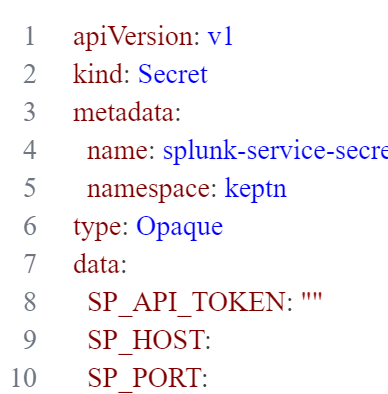 1 apiVersion: v1
2 kind: Secret
3 metadata:
4 name: splunk-service-secre
5 namespace: keptn
6 type: Opaque
7 data:
8 SP_API_TOKEN: ""
9 SP_HOST:
10 SP_PORT: